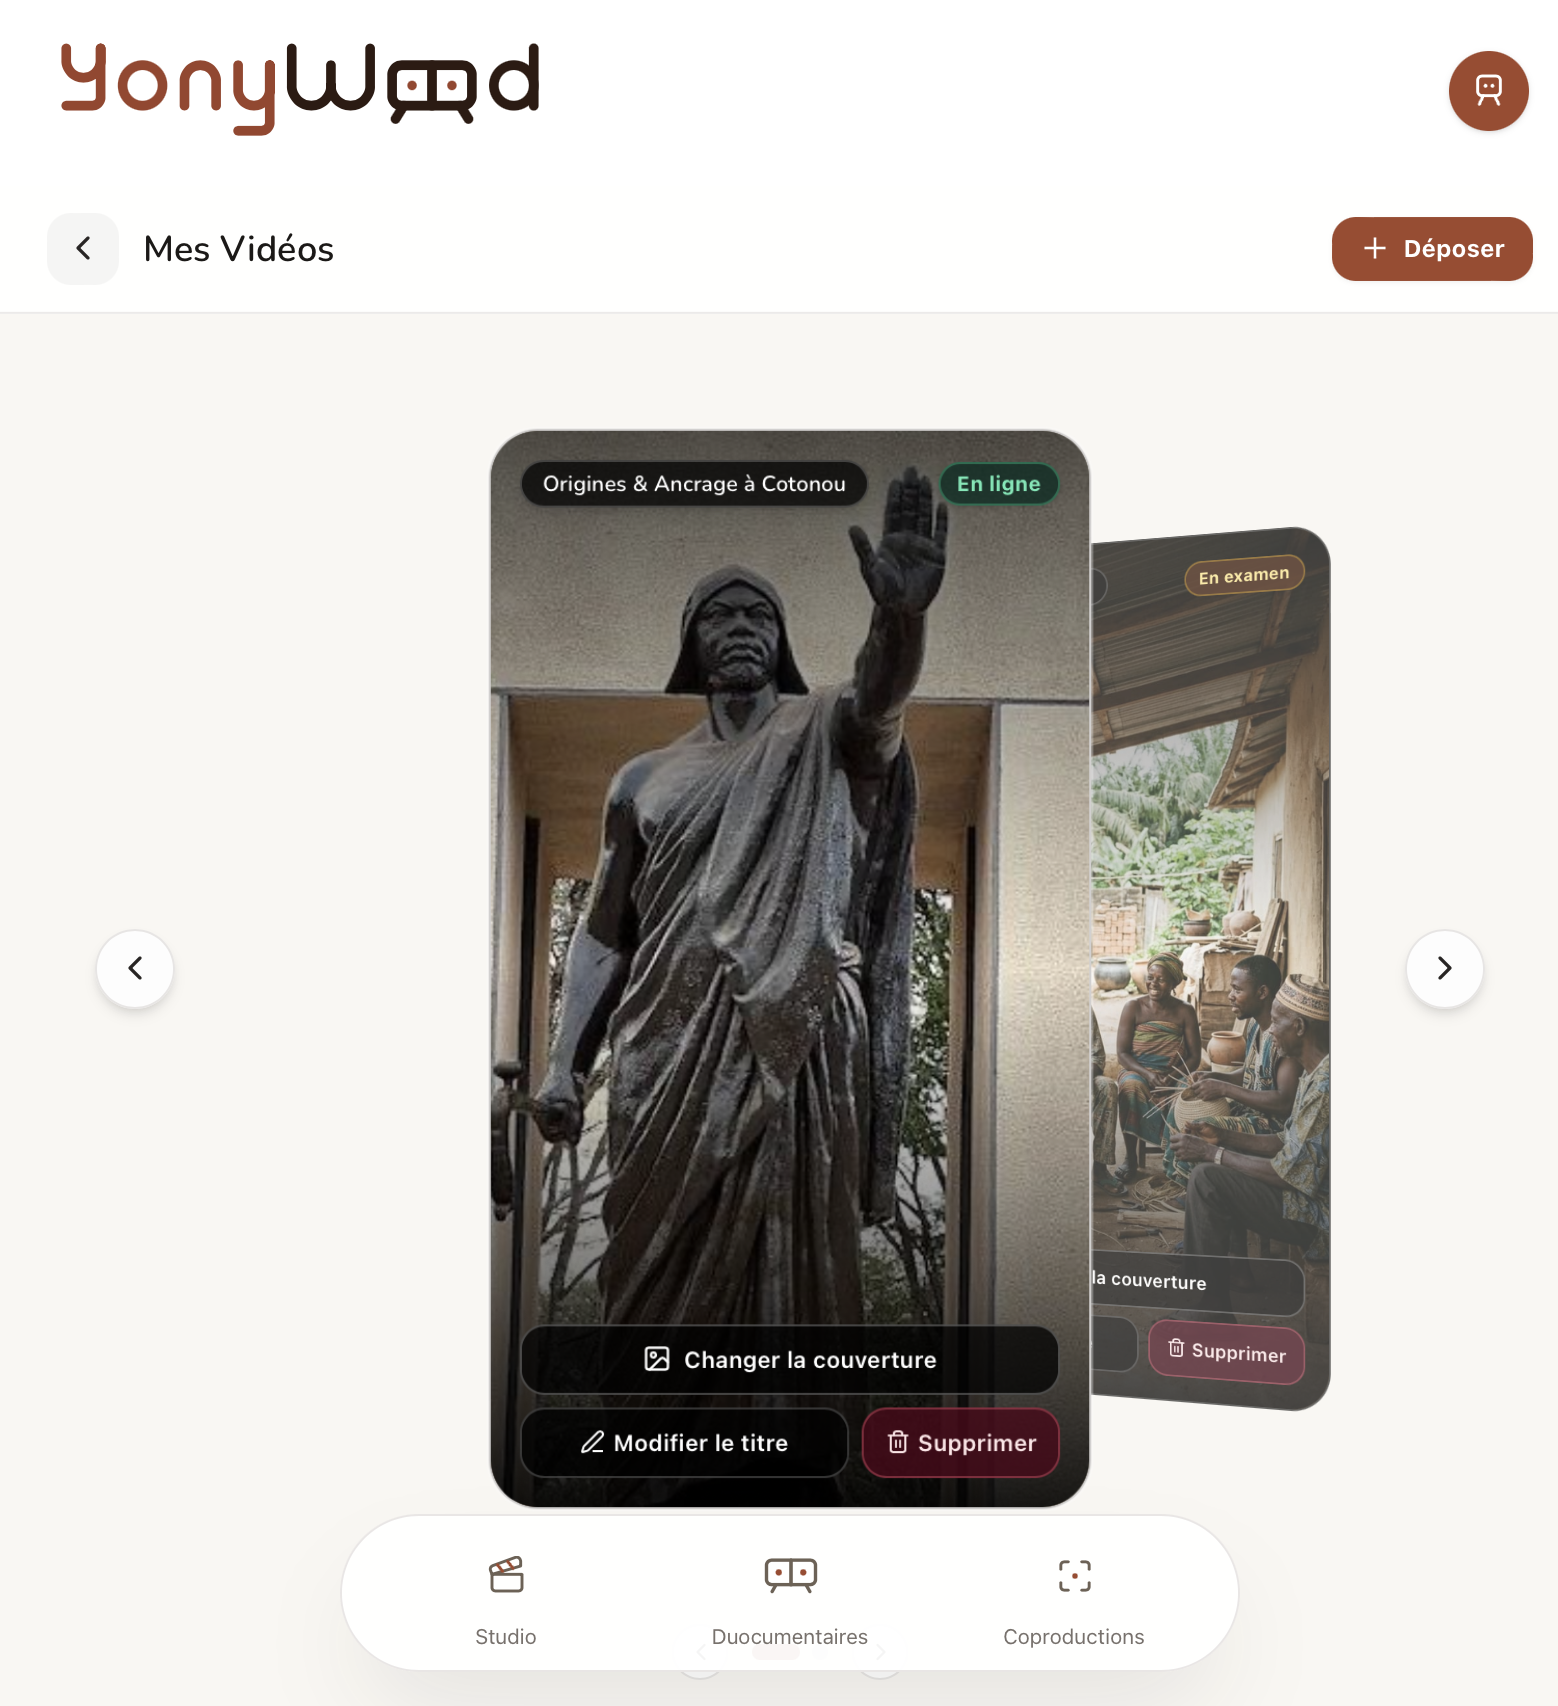 YonyWood
Mes Vidéos
Déposer
Origines & Ancrage à Cotonou
En ligne
En examen
Changer la couverture
Modifier le titre
Supprimer
la couverture
Supprimer
Studio
Duocumentaires
Coproductions